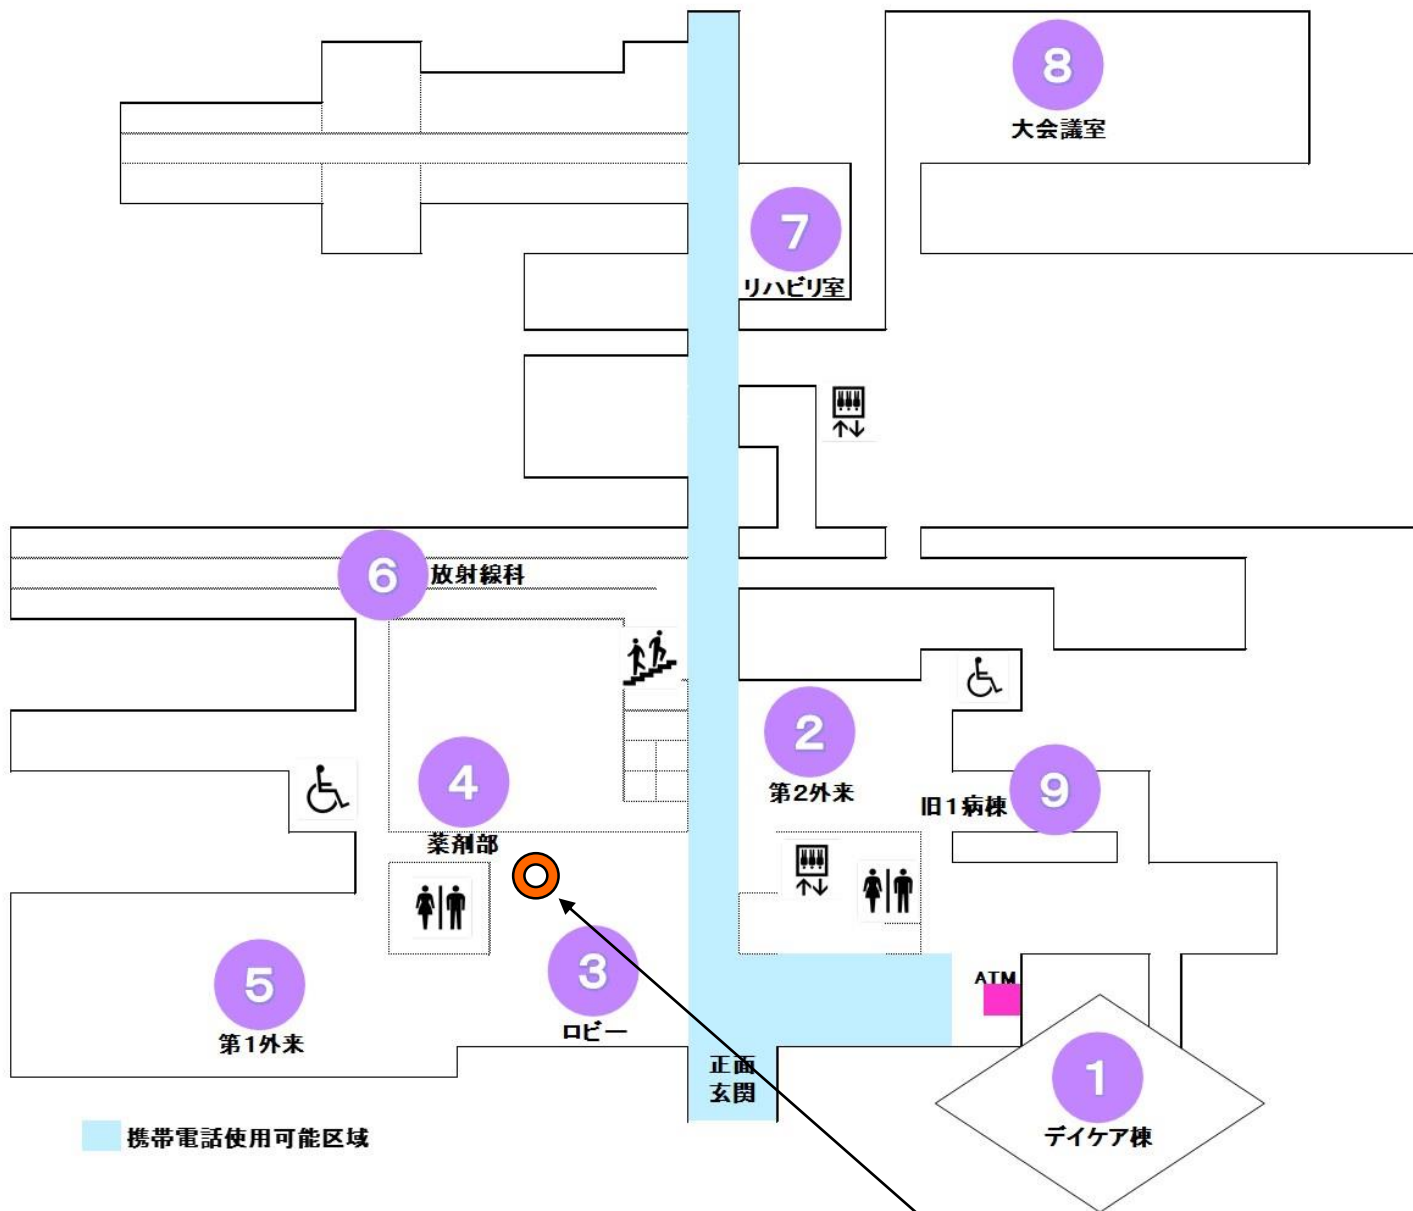 8
大会議室
7
リハビリ室
6
放射線科
2
第2外来
4
薬剤部
9
旧1病棟
5
第1外来
3
ロビー
ATM
正面
玄関
1
デイケア棟
携帯電話使用可能区域